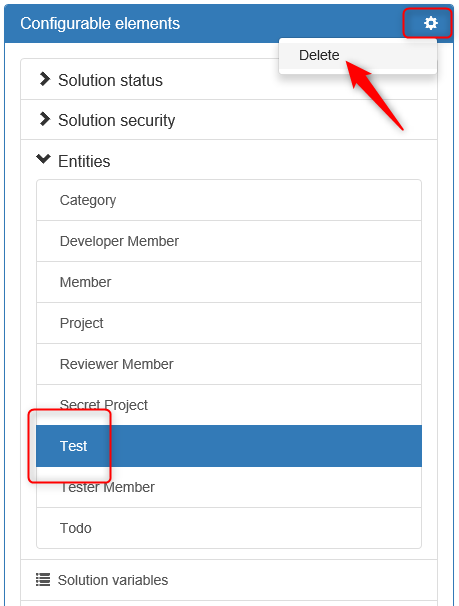 Configurable elements
Delete
Solution status
Solution security
Entities
Category
Developer Member
Member
Project
Reviewer Member
Secret Project
Test
Tester Member
Todo
Solution variables